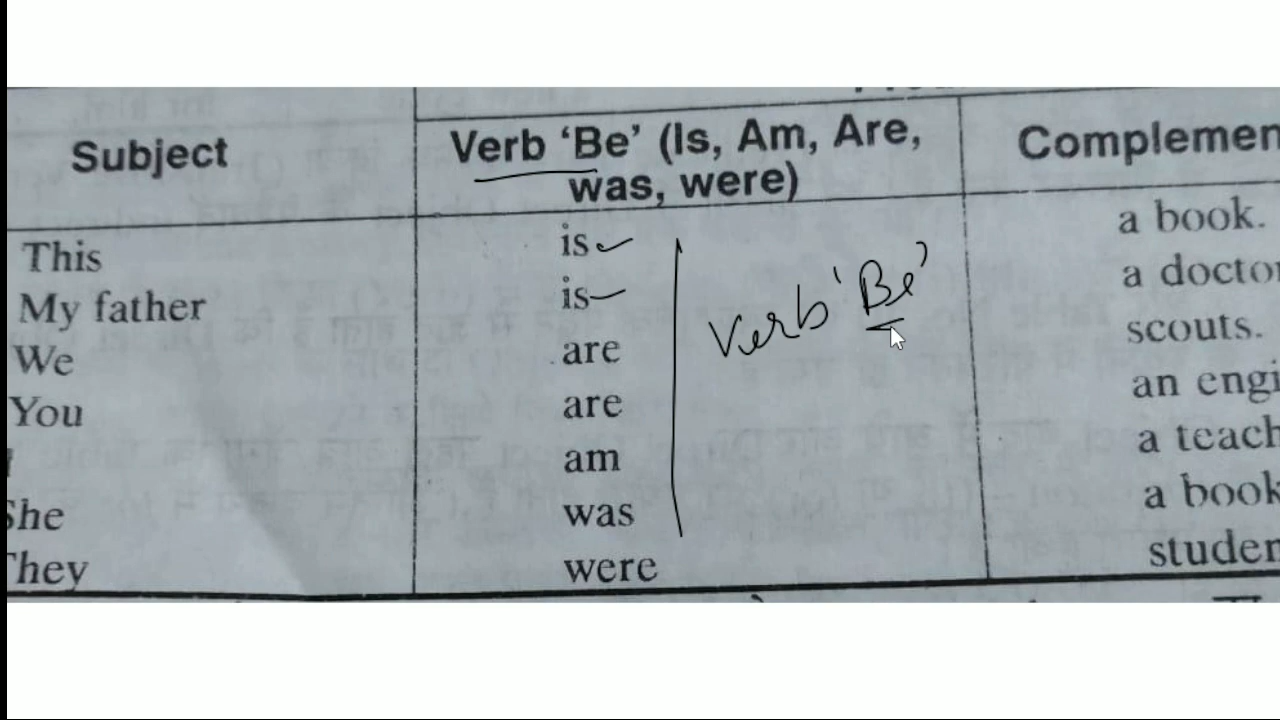 Subject Verb 'Be' (Is, Am, Are, Complemen
was, were)
This is a book.
My father is a docto
We are scouts.
You are an engi
am a teach
She was a book
They were studen
Verb 'Be'